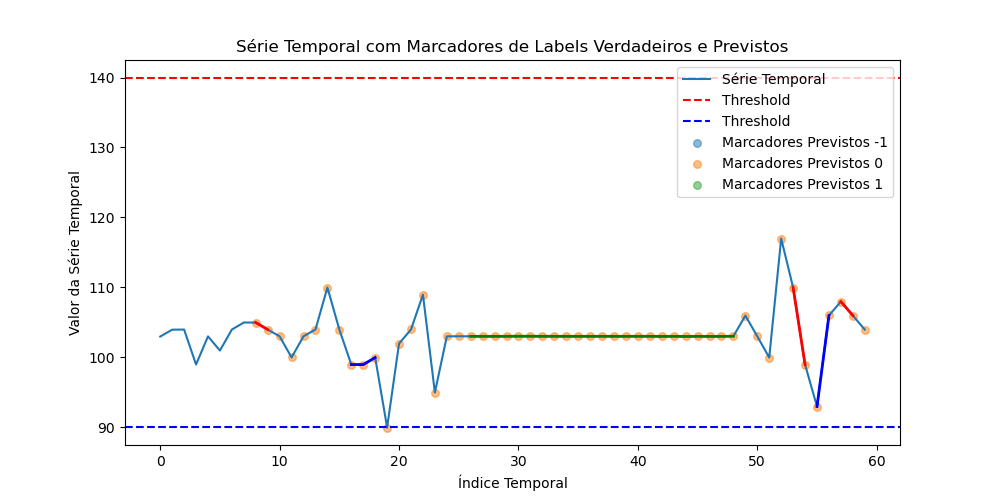 Série Temporal com Marcadores de Labels Verdadeiros e Previstos
Valor da Série Temporal
140
130
120
110
100
90
Série Temporal
Threshold
Threshold
Marcadores Previstos -1
Marcadores Previstos 0
Marcadores Previstos 1
0
10
20
30
40
50
60
Índice Temporal